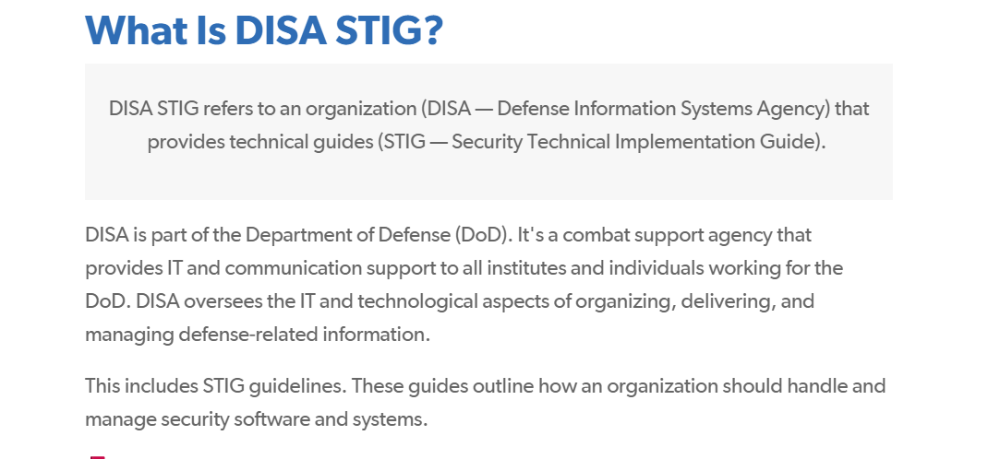 What Is DISA STIG?
DISA STIG refers to an organization (DISA — Defense Information Systems Agency) that
provides technical guides (STIG — Security Technical Implementation Guide).
DISA is part of the Department of Defense (DoD). It's a combat support agency that
provides IT and communication support to all institutes and individuals working for the
DoD. DISA oversees the IT and technological aspects of organizing, delivering, and
managing defense-related information.
This includes STIG guidelines. These guides outline how an organization should handle and
manage security software and systems.